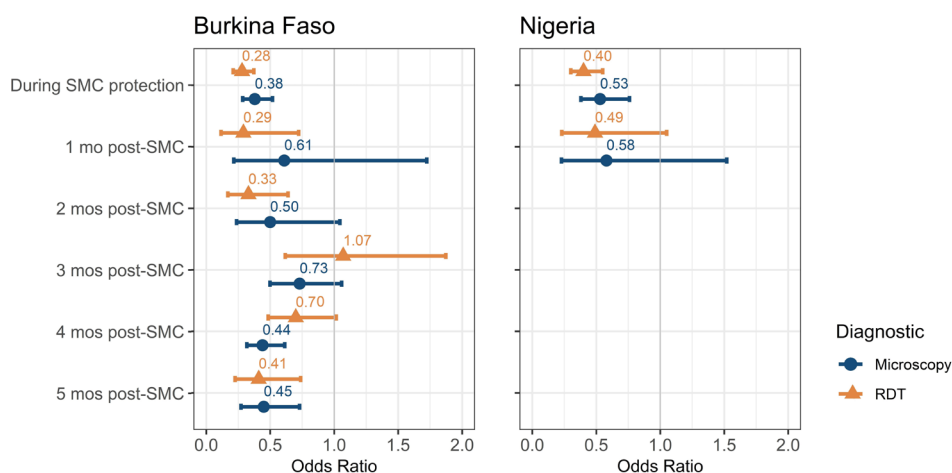 Burkina Faso
Nigeria
During SMC protection
0.28
0.38
0.40
0.53
1 mo post-SMC
0.29
0.61
0.49
0.58
2 mos post-SMC
0.33
0.50
3 mos post-SMC
1.07
0.73
4 mos post-SMC
0.70
0.44
5 mos post-SMC
0.41
0.45
0.0 0.5 1.0 1.5 2.0
0.0 0.5 1.0 1.5 2.0
Odds Ratio
Odds Ratio
Diagnostic
Microscopy
RDT